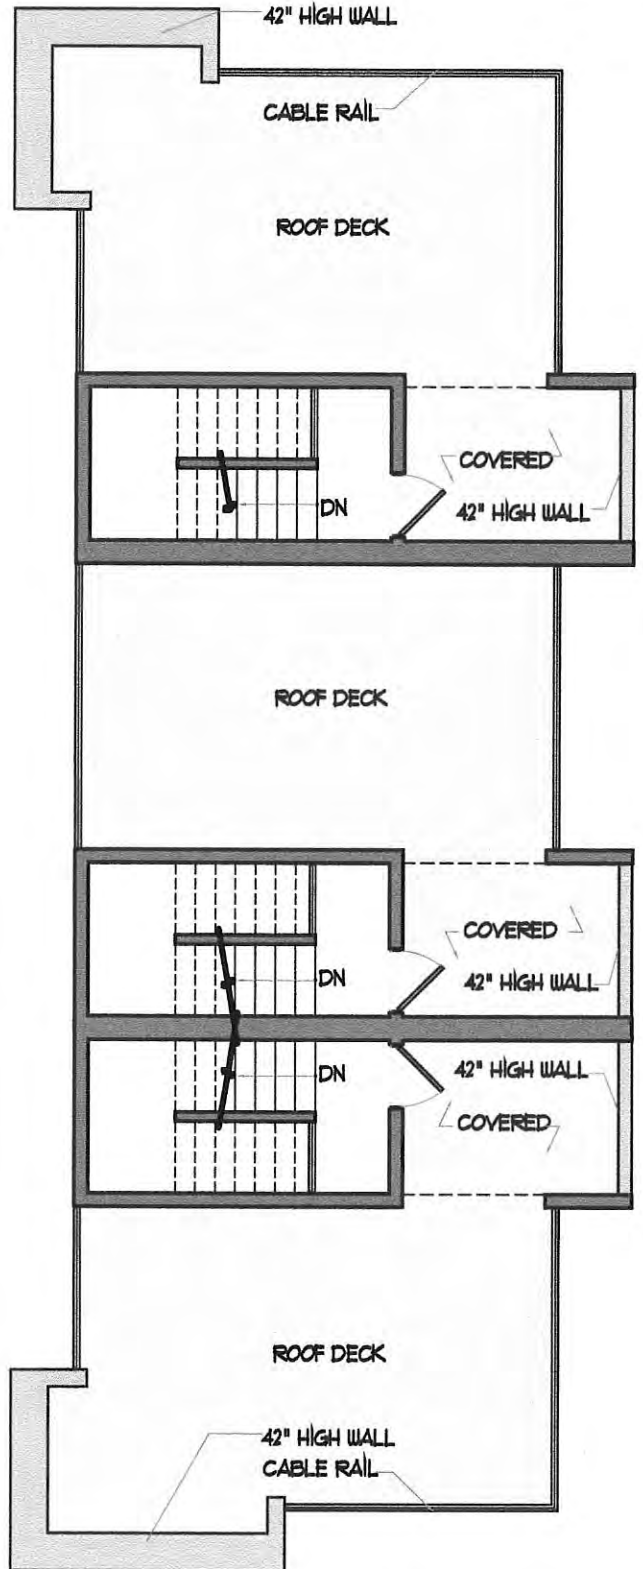 42" HIGH WALL
CABLE RAIL
ROOF DECK
COVERED
42" HIGH WALL
DN
ROOF DECK
COVERED
DN
42" HIGH WALL
42" HIGH WALL
DN
COVERED
ROOF DECK
42" HIGH WALL
CABLE RAIL